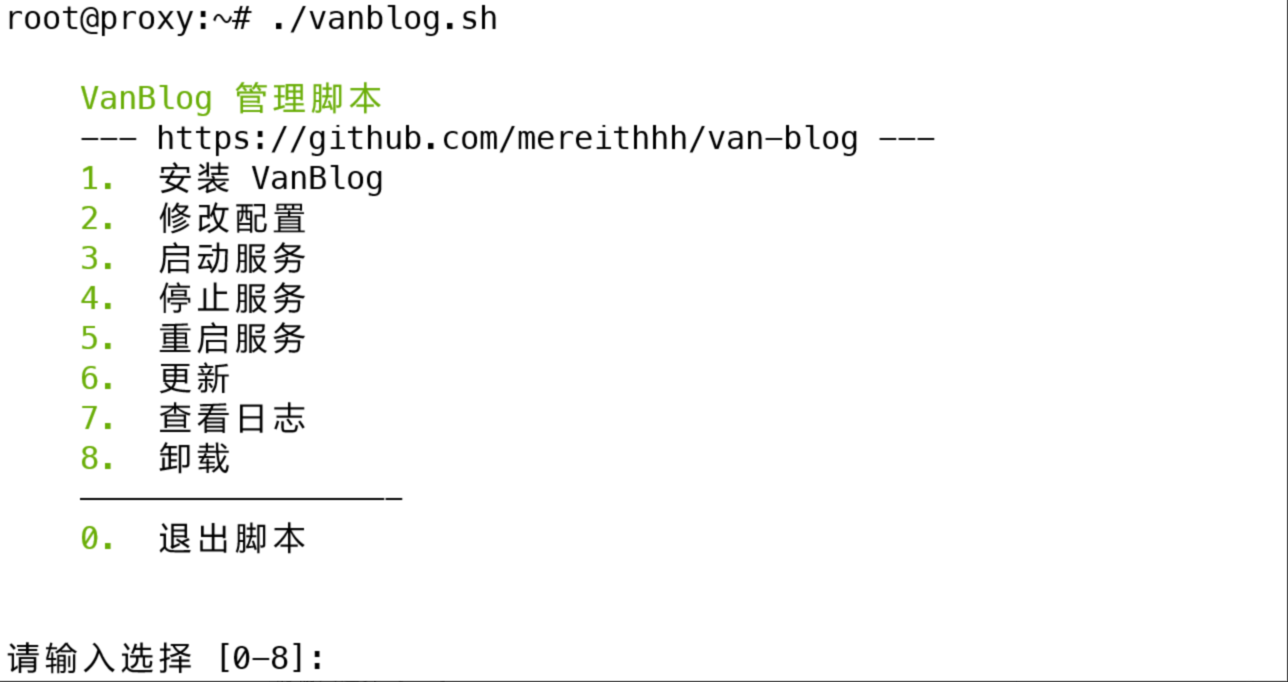 root@proxy:~# ./vanblog.sh
VanBlog 管理脚本
--- https://github.com/mereithhh/van-blog ---
1. 安装 VanBlog
2. 修改配置
3. 启动服务
4. 停止服务
5. 重启服务
6. 更新
7. 查看日志
8. 卸载
————————————————-
0. 退出脚本
请输入选择 [0-8]: